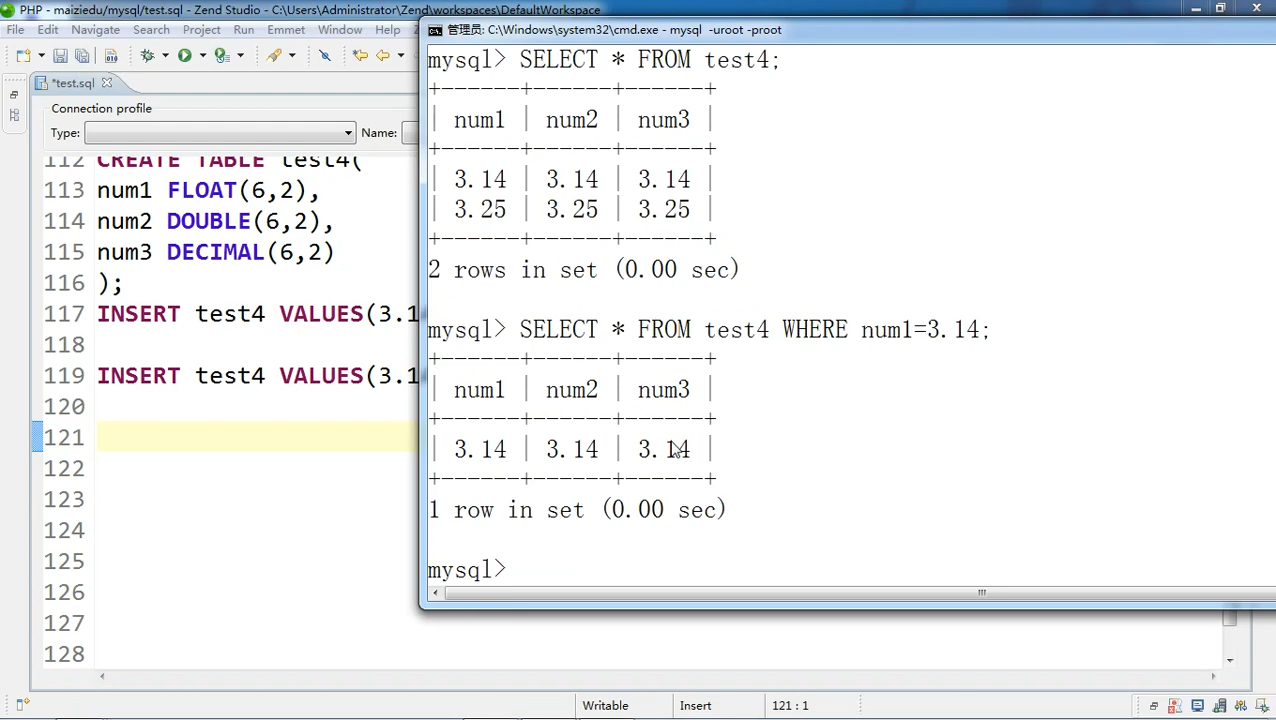 PHP - maiziedu/mysql/test.sql - Zend Studio - C:\Users\Administrator\Zend\workspaces\DefaultWorkspace
File Edit Navigate Search Project Run Emmet Window Help
*test.sql
Connection profile
Type: Name:
112 CREATE TABLE test4(
113 num1 FLOAT(6,2),
114 num2 DOUBLE(6,2),
115 num3 DECIMAL(6,2)
116 );
117 INSERT test4 VALUES(3.1
118
119 INSERT test4 VALUES(3.1
120
121
122
123
124
125
126
127
128
Writable Insert 121 : 1
管理员: C:\Windows\system32\cmd.exe - mysql -uroot -proot
mysql> SELECT * FROM test4;
+------+------+------+
| num1 | num2 | num3 |
+------+------+------+
| 3.14 | 3.14 | 3.14 |
| 3.25 | 3.25 | 3.25 |
+------+------+------+
2 rows in set (0.00 sec)
mysql> SELECT * FROM test4 WHERE num1=3.14;
+------+------+------+
| num1 | num2 | num3 |
+------+------+------+
| 3.14 | 3.14 | 3.14 |
+------+------+------+
1 row in set (0.00 sec)
mysql>